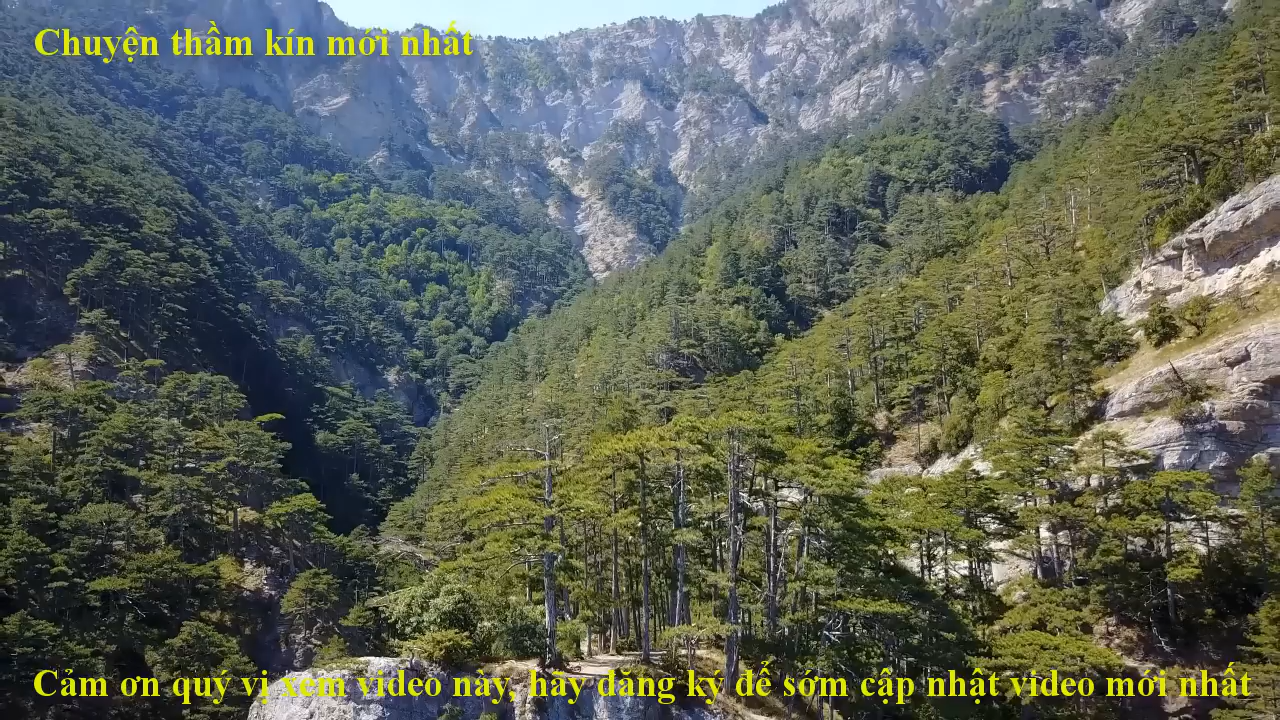 Chuyện thầm kín mới nhất
Cảm ơn quý vị xem video này, hãy đăng ký để sớm cập nhật video mới nhất